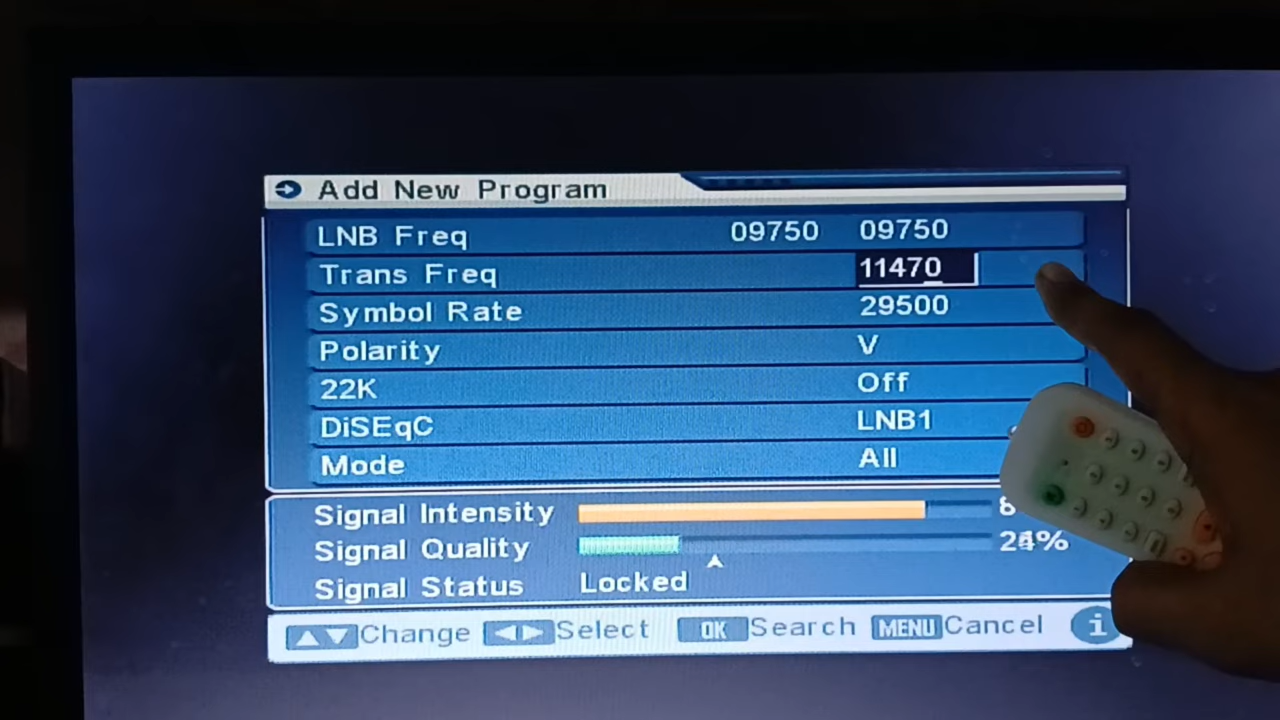 Add New Program
LNB Freq 09750 09750
Trans Freq 11470
Symbol Rate 29500
Polarity V
22K Off
DiSEqC LNB1
Mode All
Signal Intensity
Signal Quality
Signal Status Locked
Change Select OK Search MENU Cancel i